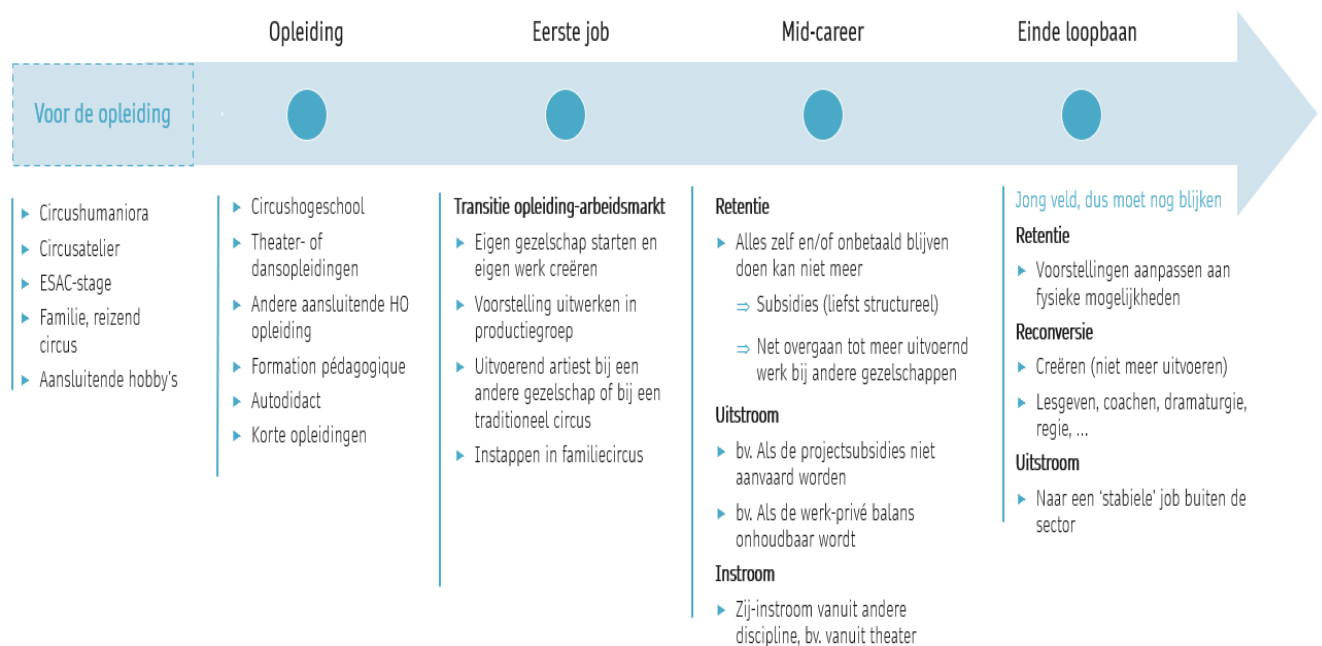 Opleiding
Eerste job
Mid-career
Einde loopbaan
Voor de opleiding
Circushumaniora
Circusatelier
ESAC-stage
Familie, reizend
circus
Aansluitende hobby's
Circushogeschool
Theater- of
dansopleidingen
Andere aansluitende HO
opleiding
Formation pédagogique
Autodidact
Korte opleidingen
Transitie opleiding-arbeidsmarkt
Eigen gezelschap starten en
eigen werk creëren
Voorstelling uitwerken in
productiegroep
Uitvoerend artiest bij een
andere gezelschap of bij een
traditioneel circus
Instappen in familiecircus
Retentie
Alles zelf en/of onbetaald blijven
doen kan niet meer
⇒ Subsidies (liefst structureel)
⇒ Net overgaan tot meer uitvoernd
werk bij andere gezelschappen
Uitstroom
bv. Als de projectsubsidies niet
aanvaard worden
bv. Als de werk-privé balans
onhoudbaar wordt
Instroom
Zij-instroom vanuit andere
discipline, bv. vanuit theater
Jong veld, dus moet nog blijken
Retentie
Voorstellingen aanpassen aan
fysieke mogelijkheden
Reconversie
Creëren (niet meer uitvoeren)
Lesgeven, coachen, dramaturgie,
regie, ...
Uitstroom
Naar een 'stabiele' job buiten de
sector